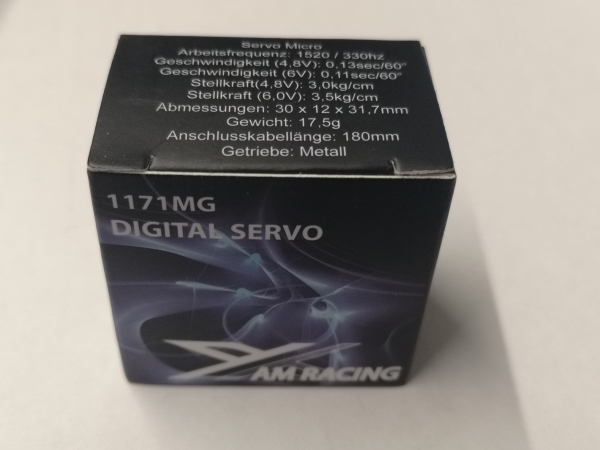 Servo Micro
Arbeitsfrequenz: 1520 / 330hz
Geschwindigkeit (4,8V): 0,13sec/60°
Geschwindigkeit (6V): 0,11sec/60°
Stellkraft(4,8V): 3,0kg/cm
Stellkraft (6,0V): 3,5kg/cm
Abmessungen: 30 x 12 x 31,7mm
Gewicht: 17,5g
Anschlusskabellänge: 180mm
Getriebe: Metall
1171MG
DIGITAL SERVO
AM RACING